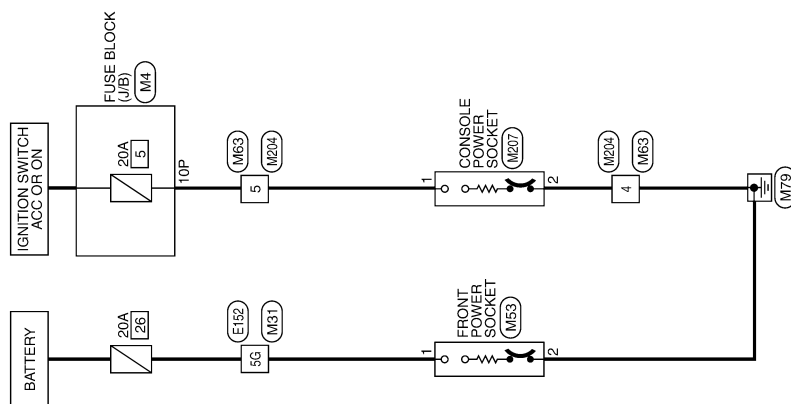 IGNITION SWITCH
ACC OR ON
FUSE BLOCK
(J/B)
M4
20A
5
10P
M63
5
M204
CONSOLE
POWER
SOCKET
M207
1
2
M204
4
M63
M79
BATTERY
20A
26
E152
5G
M31
FRONT
POWER
SOCKET
M53
1
2